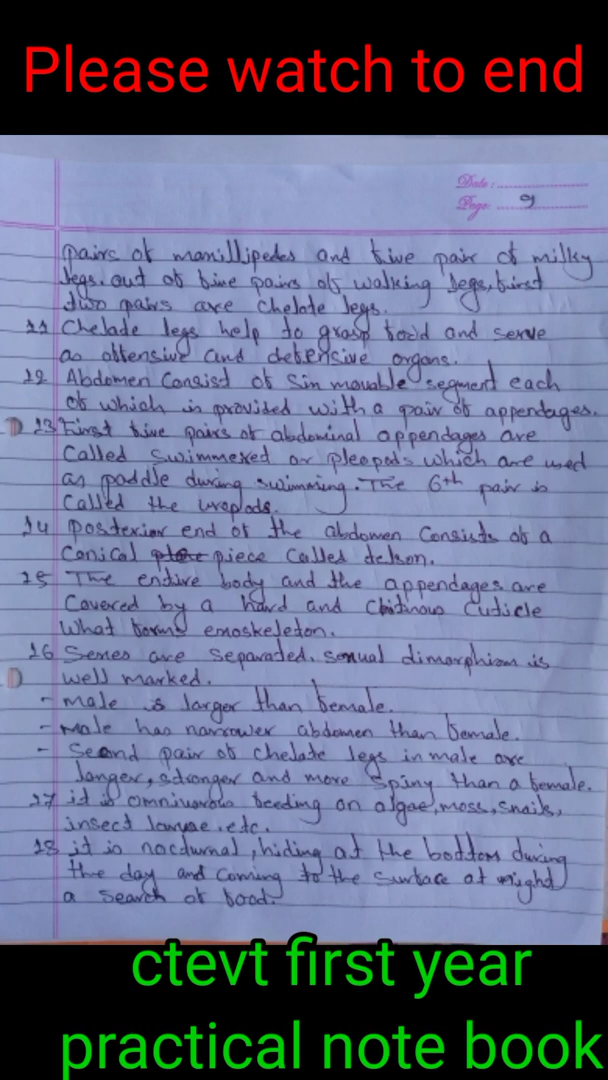 Please watch to end
Date:
Page: 9
pairs of maxillipedes and five pair of milky
legs. out of five pairs of walking legs, first
two pairs are chelate legs.
11 Chelate legs help to grasp food and serve
as offensive and defensive organs.
12 Abdomen Consist of Six movable segment each
of which is provided with a pair of appendages.
13 First five pairs of abdominal appendages are
Called swimmexed or pleopods which are used
as paddle during swimming. The 6th pair is
Called the uropods.
14 Posterior end of the abdomen Consists of a
Conical piece called delson.
15 The entire body and the appendages are
Covered by a hard and Chitinous Cuticle
What forms exoskeleton.
16 Sexes are separated. sexual dimorphism is
well marked.
- Male is larger than female.
- Male has narrower abdomen than female.
- Second pair of chelate legs in male are
longer, stronger and more spiny than a female.
17 it is omnivorous feeding on algae, moss, snails,
insect larvae. etc.
18 it is nocturnal, hiding at the bottom during
the day and coming to the surface at night
a search of food.
ctevt first year
practical note book